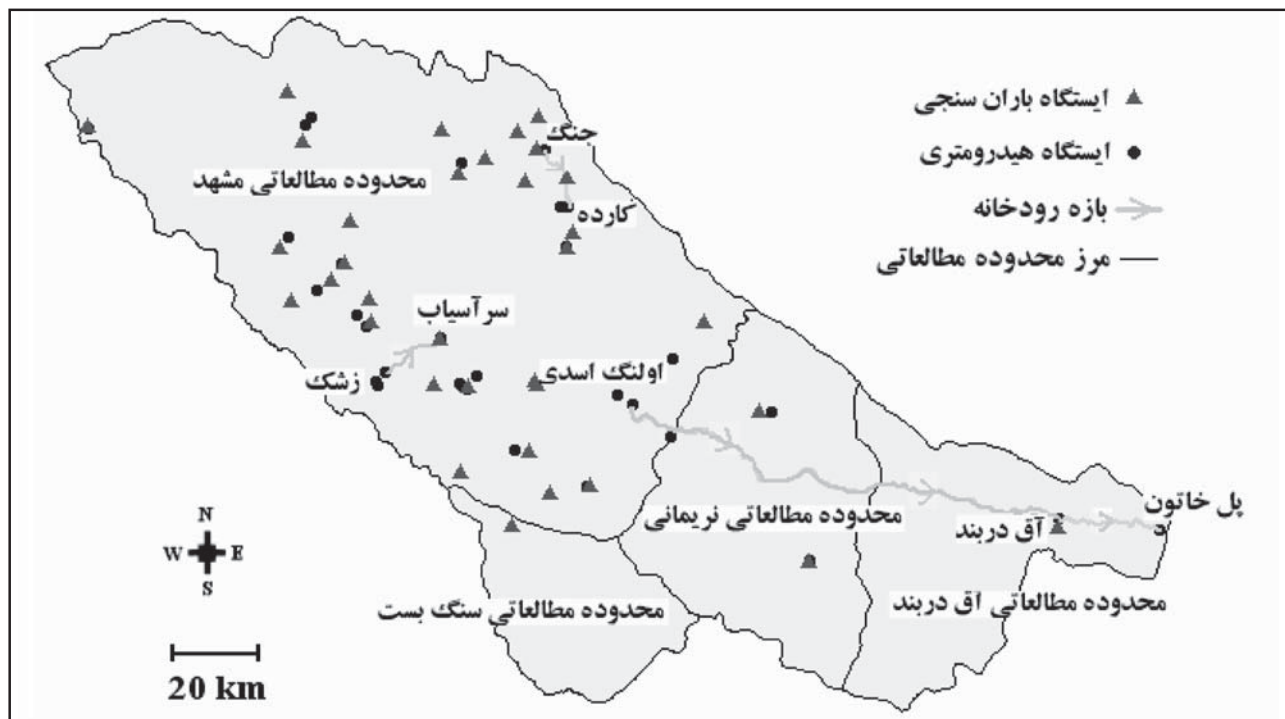 ایستگاه باران سنجی
ایستگاه هیدرومتری
بازه رودخانه
مرز محدوده مطالعاتی
جنگ
محدوده مطالعاتی مشهد
کارده
سرآسیاب
اولنگ اسدی
زشک
پل خاتون
محدوده مطالعاتی نریمانی
آق دربند
محدوده مطالعاتی سنگ بست
محدوده مطالعاتی اق دربند
N
W E
S
20 km